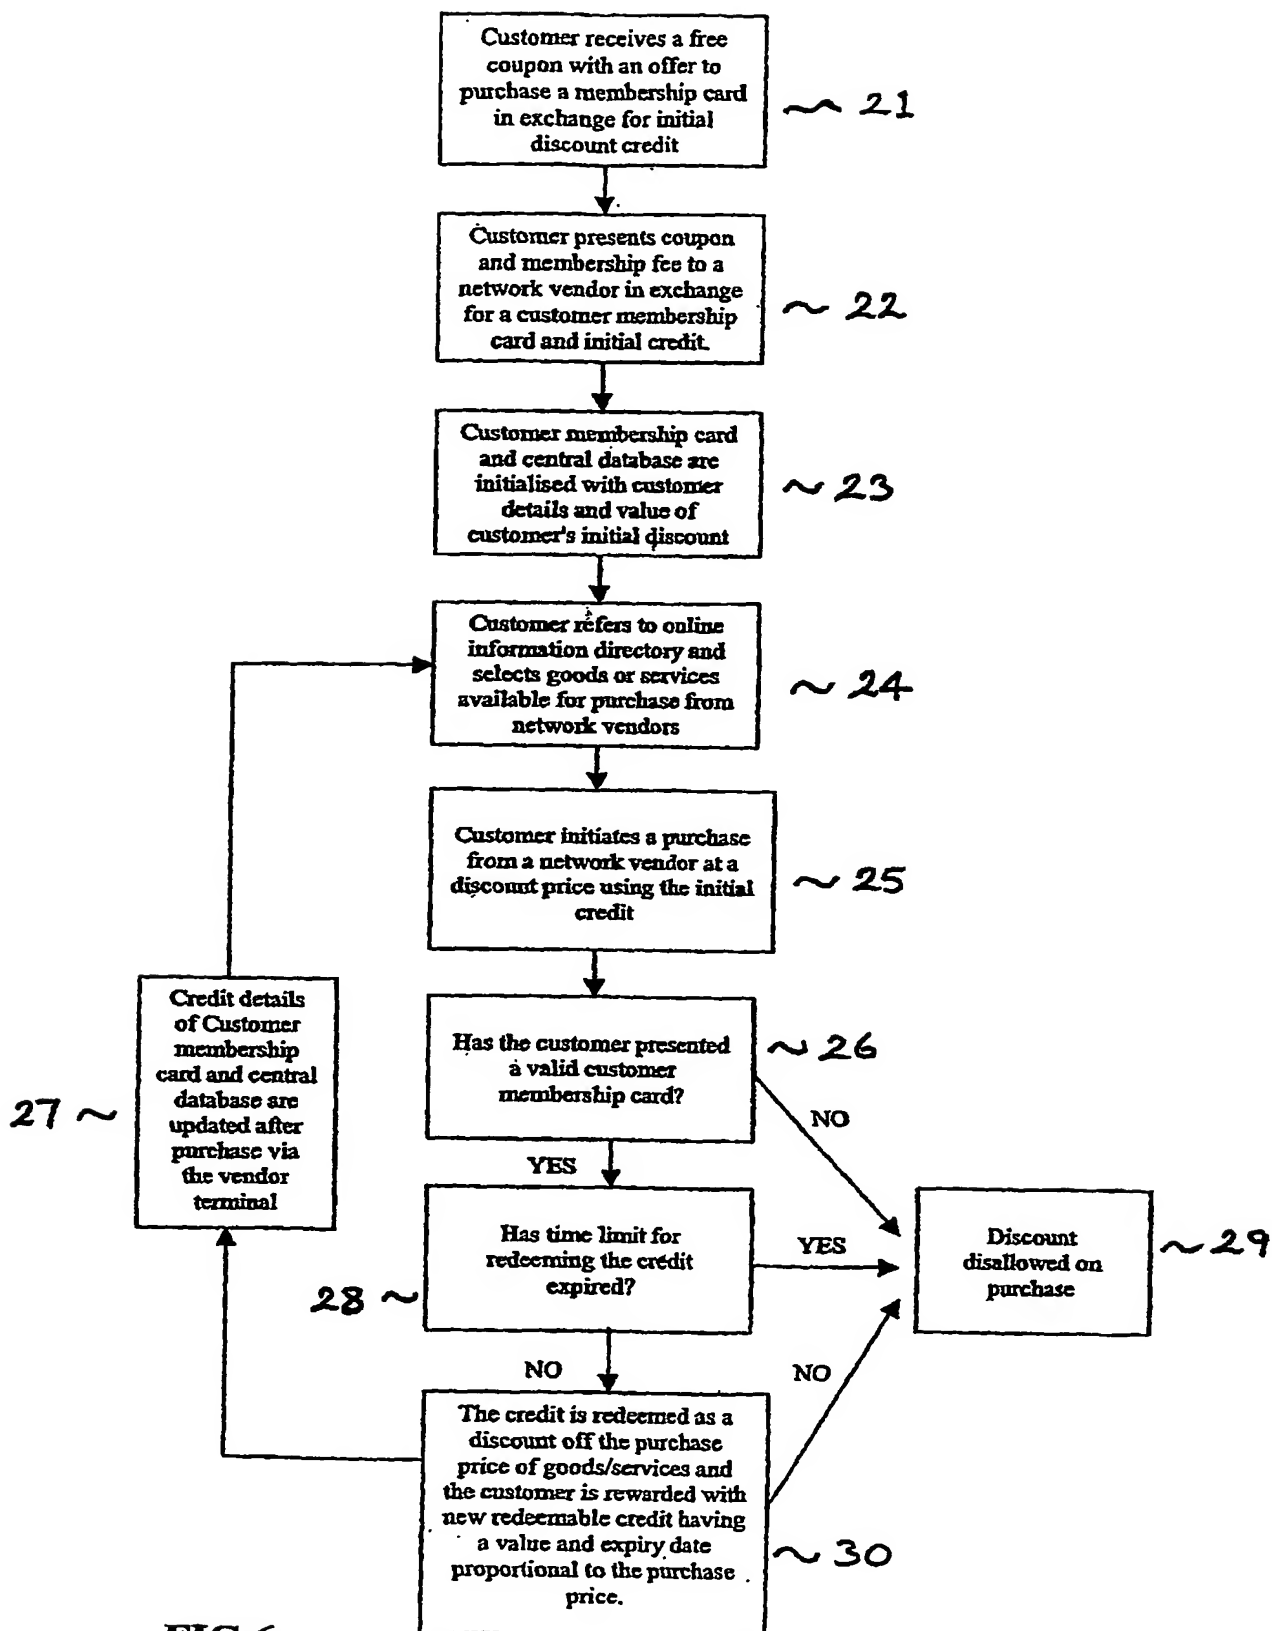 Customer receives a free
coupon with an offer to
purchase a membership card
in exchange for initial
discount credit
~ 21
Customer presents coupon
and membership fee to a
network vendor in exchange
for a customer membership
card and initial credit.
~ 22
Customer membership card
and central database are
initialised with customer
details and value of
customer's initial discount
~ 23
Customer refers to online
information directory and
selects goods or services
available for purchase from
network vendors
~ 24
Customer initiates a purchase
from a network vendor at a
discount price using the initial
credit
~ 25
Has the customer presented
a valid customer
membership card?
~ 26
NO
YES
Credit details
of Customer
membership
card and central
database are
updated after
purchase via
the vendor
terminal
27 ~
Has time limit for
redeeming the credit
expired?
28 ~
YES
NO
Discount
disallowed on
purchase
~ 29
NO
The credit is redeemed as a
discount off the purchase
price of goods/services and
the customer is rewarded with
new redeemable credit having
a value and expiry date
proportional to the purchase
price.
~ 30